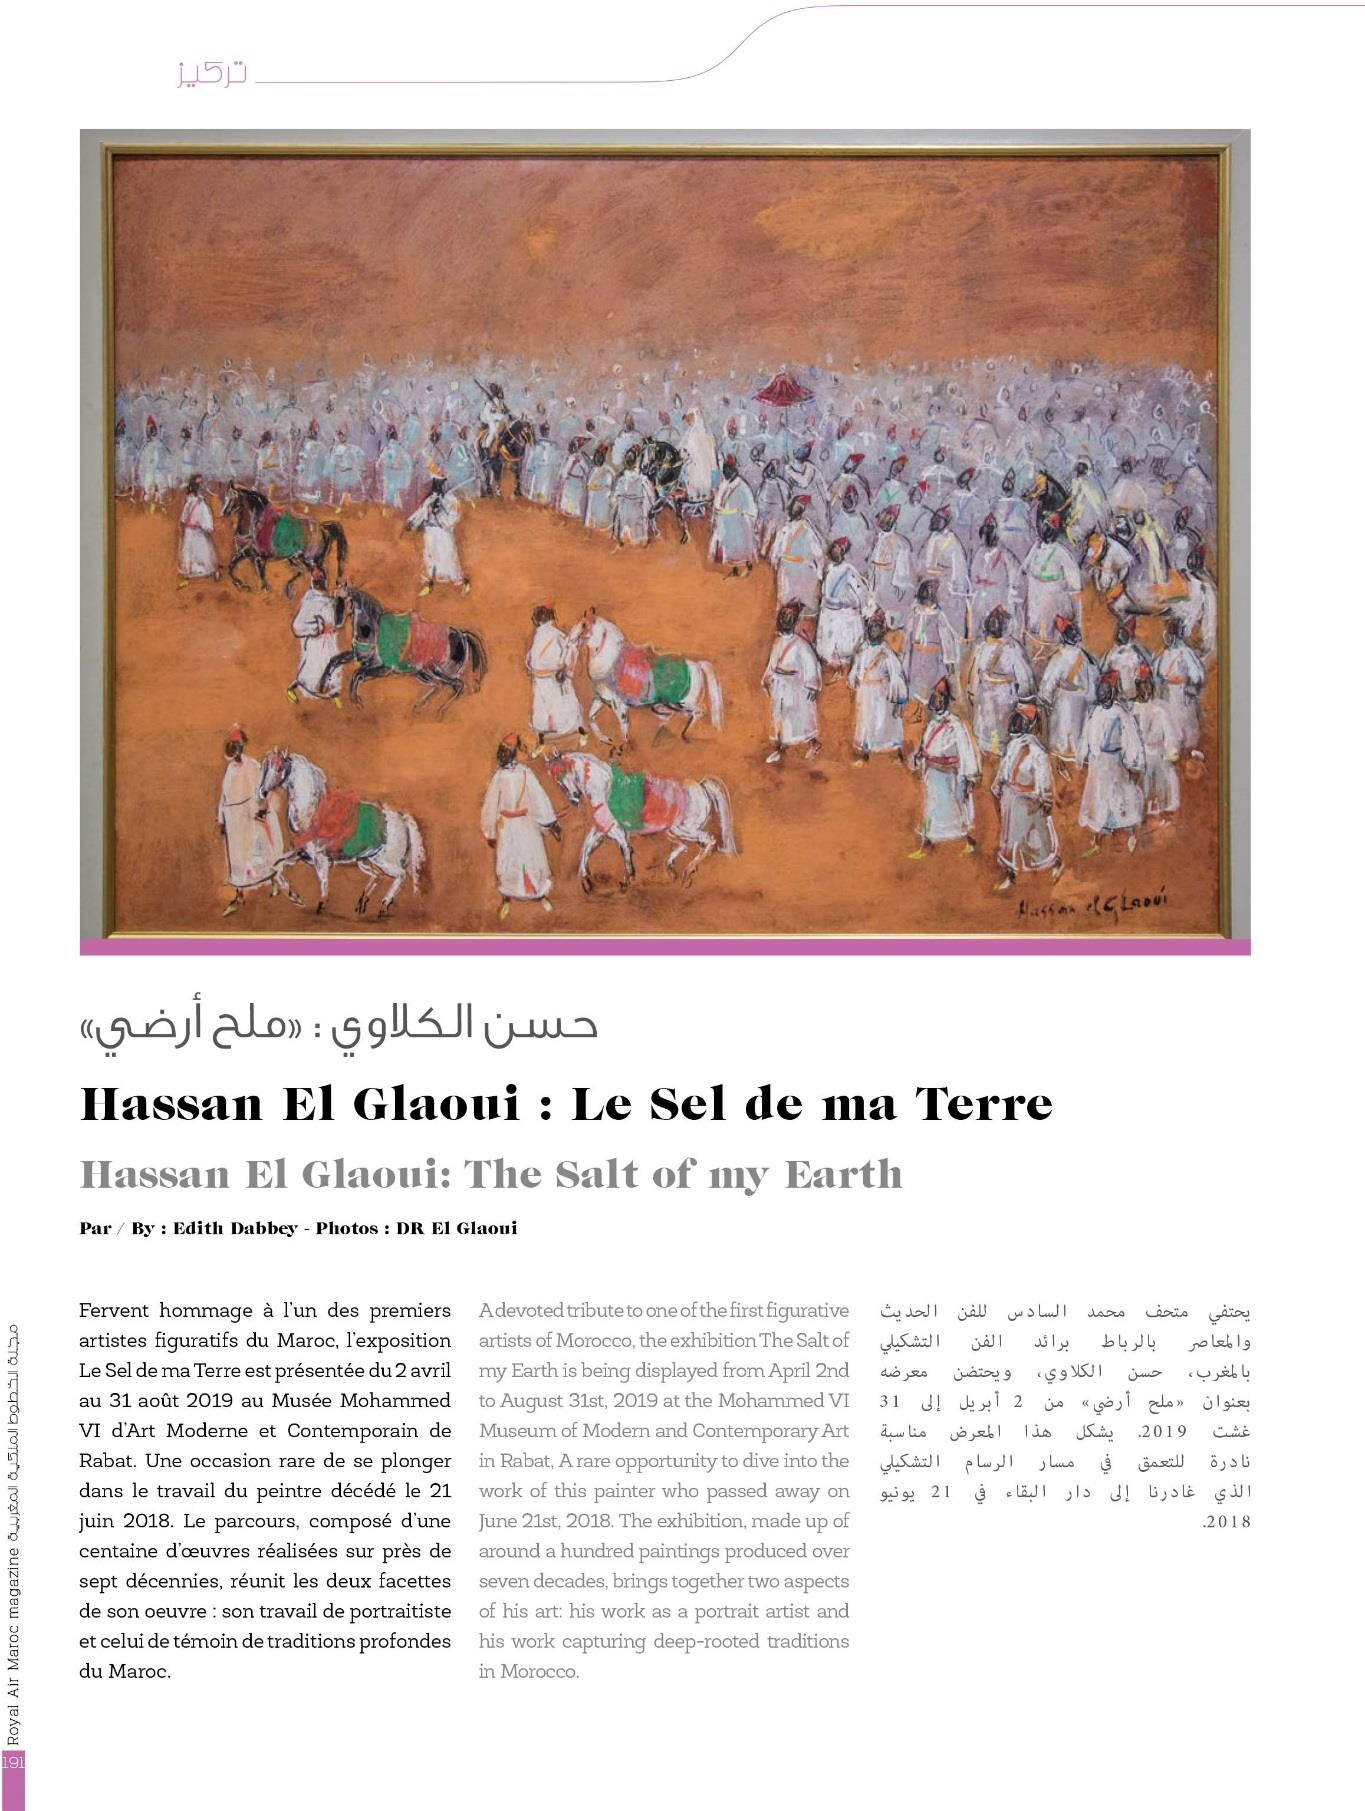 تركيز
Hassan el GLaoui
حسن الكلاوي : «ملح أرضي»
Hassan El Glaoui : Le Sel de ma Terre
Hassan El Glaoui: The Salt of my Earth
Par / By : Edith Dabbey - Photos : DR El Glaoui
Fervent hommage à l’un des premiers
artistes figuratifs du Maroc, l’exposition
Le Sel de ma Terre est présentée du 2 avril
au 31 août 2019 au Musée Mohammed
VI d’Art Moderne et Contemporain de
Rabat. Une occasion rare de se plonger
dans le travail du peintre décédé le 21
juin 2018. Le parcours, composé d’une
centaine d’œuvres réalisées sur près de
sept décennies, réunit les deux facettes
de son oeuvre : son travail de portraitiste
et celui de témoin de traditions profondes
du Maroc.
A devoted tribute to one of the first figurative
artists of Morocco, the exhibition The Salt of
my Earth is being displayed from April 2nd
to August 31st, 2019 at the Mohammed VI
Museum of Modern and Contemporary Art
in Rabat, A rare opportunity to dive into the
work of this painter who passed away on
June 21st, 2018. The exhibition, made up of
around a hundred paintings produced over
seven decades, brings together two aspects
of his art: his work as a portrait artist and
his work capturing deep-rooted traditions
in Morocco.
يحتفي متحف محمد السادس للفن الحديث
والمعاصر بالرباط برائد الفن التشكيلي
بالمغرب، حسن الكلاوي، ويحتضن معرضه
بعنوان «ملح أرضي» من 2 أبريل إلى 31
غشت 2019. يشكل هذا المعرض مناسبة
نادرة للتعمق في مسار الرسام التشكيلي
الذي غادرنا إلى دار البقاء في 21 يونيو
2018.
Royal Air Maroc magazine مجلة الخطوط الملكية المغربية
191